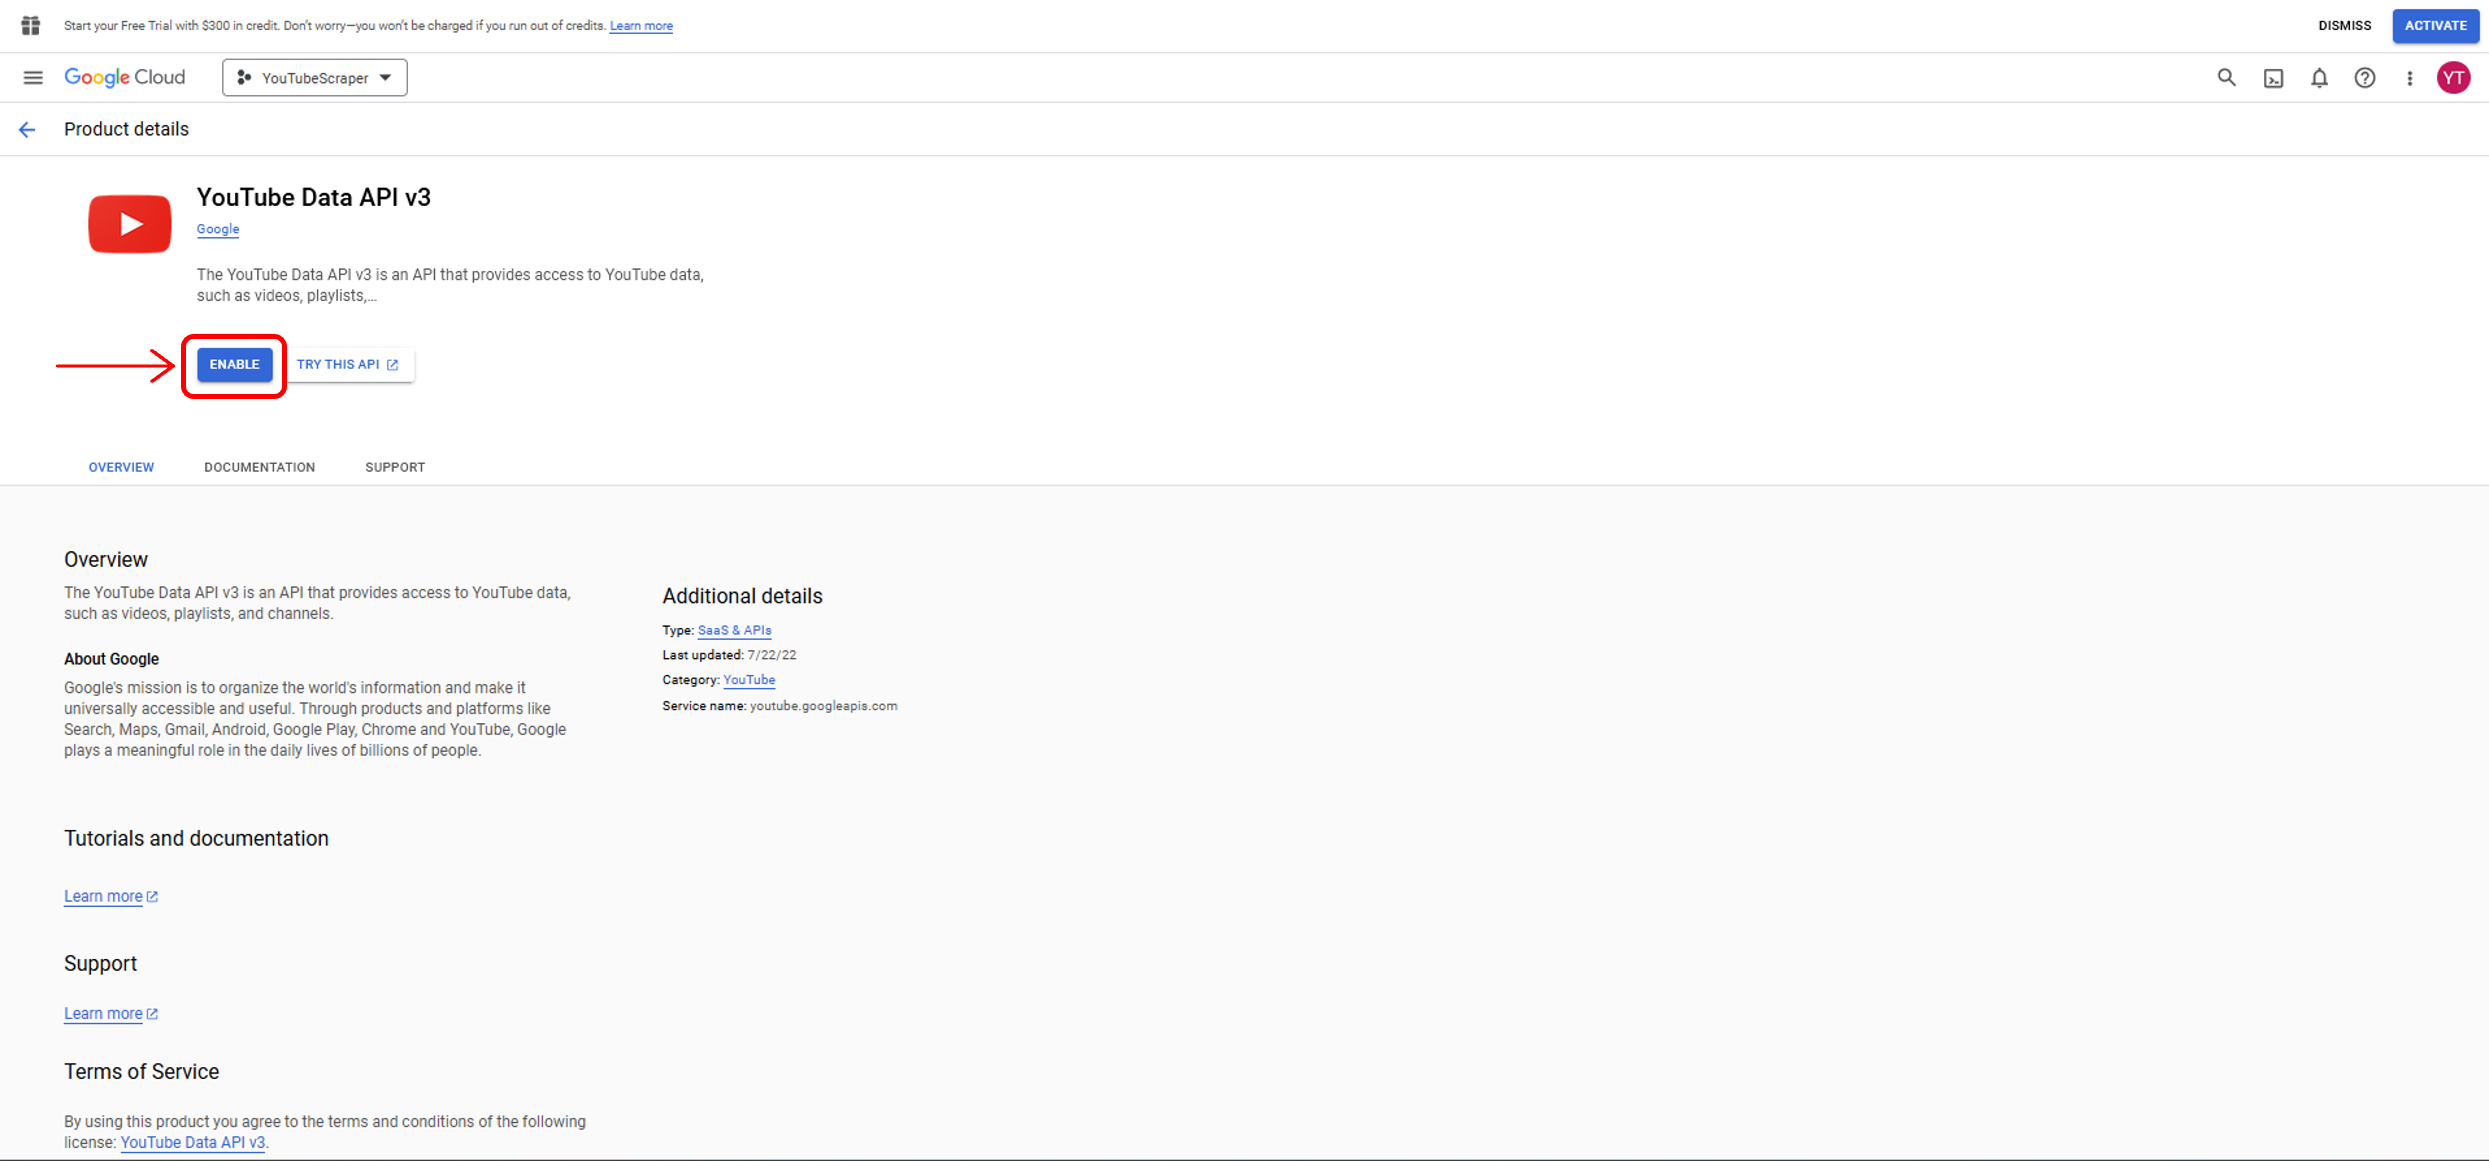 Start your Free Trial with $300 in credit. Don't worry—you won't be charged if you run out of credits. Learn more
DISMISS
ACTIVATE
Google Cloud
YouTubeScraper
YT
Product details
YouTube Data API v3
Google
The YouTube Data API v3 is an API that provides access to YouTube data,
such as videos, playlists,...
ENABLE
TRY THIS API
OVERVIEW
DOCUMENTATION
SUPPORT
Overview
The YouTube Data API v3 is an API that provides access to YouTube data,
such as videos, playlists, and channels.
About Google
Google's mission is to organize the world's information and make it
universally accessible and useful. Through products and platforms like
Search, Maps, Gmail, Android, Google Play, Chrome and YouTube, Google
plays a meaningful role in the daily lives of billions of people.
Additional details
Type: SaaS & APIs
Last updated: 7/22/22
Category: YouTube
Service name: youtube.googleapis.com
Tutorials and documentation
Learn more
Support
Learn more
Terms of Service
By using this product you agree to the terms and conditions of the following
license: YouTube Data API v3.